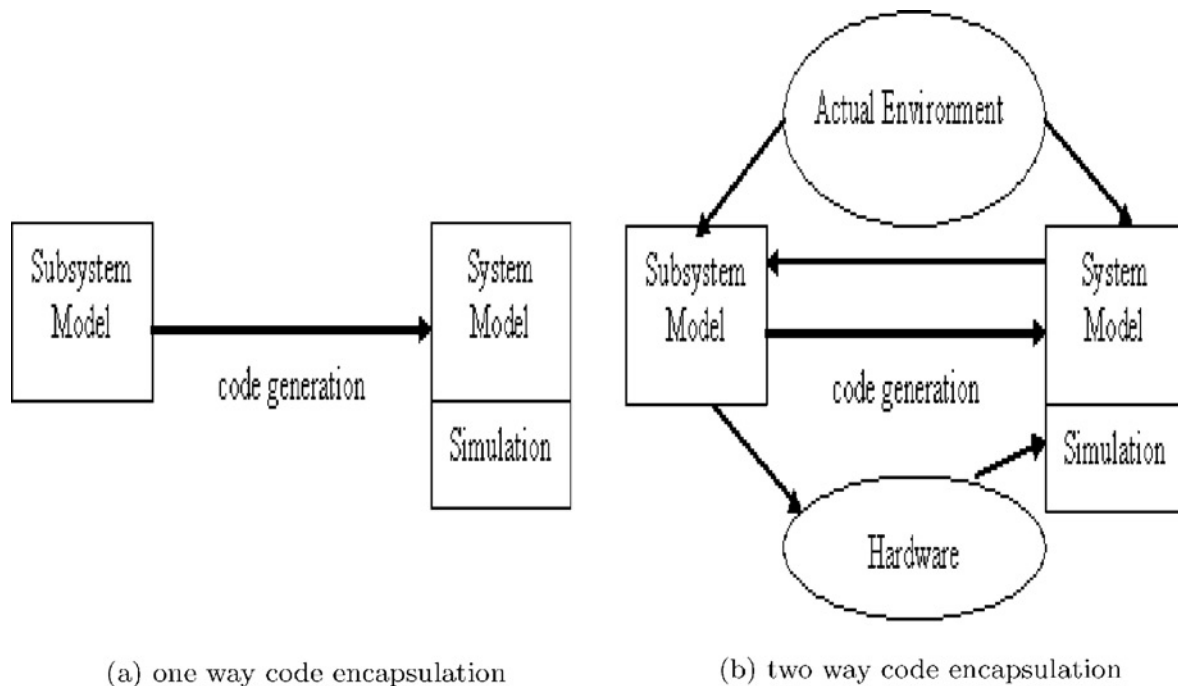 Subsystem
Model
code generation
System
Model
Simulation
(a) one way code encapsulation
Actual Environment
Subsystem
Model
code generation
System
Model
Simulation
Hardware
(b) two way code encapsulation